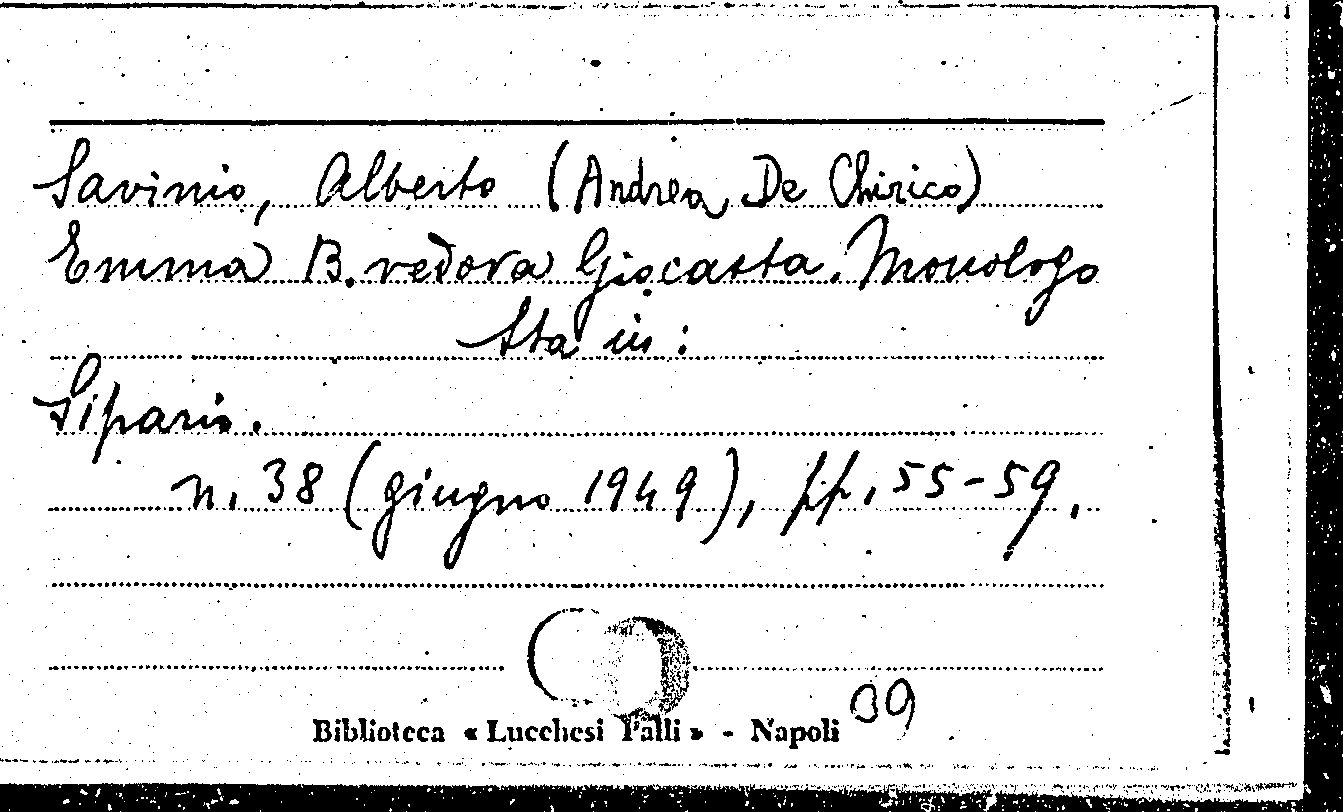 Savinio, Alberto (Andrea De Chirico)
Emma B. vedova Giocasta. Monologo
Sta in:
Sipario.
n. 38 (giugno 1949), pp. 55-59.
Biblioteca « Lucchesi Palli » - Napoli 09